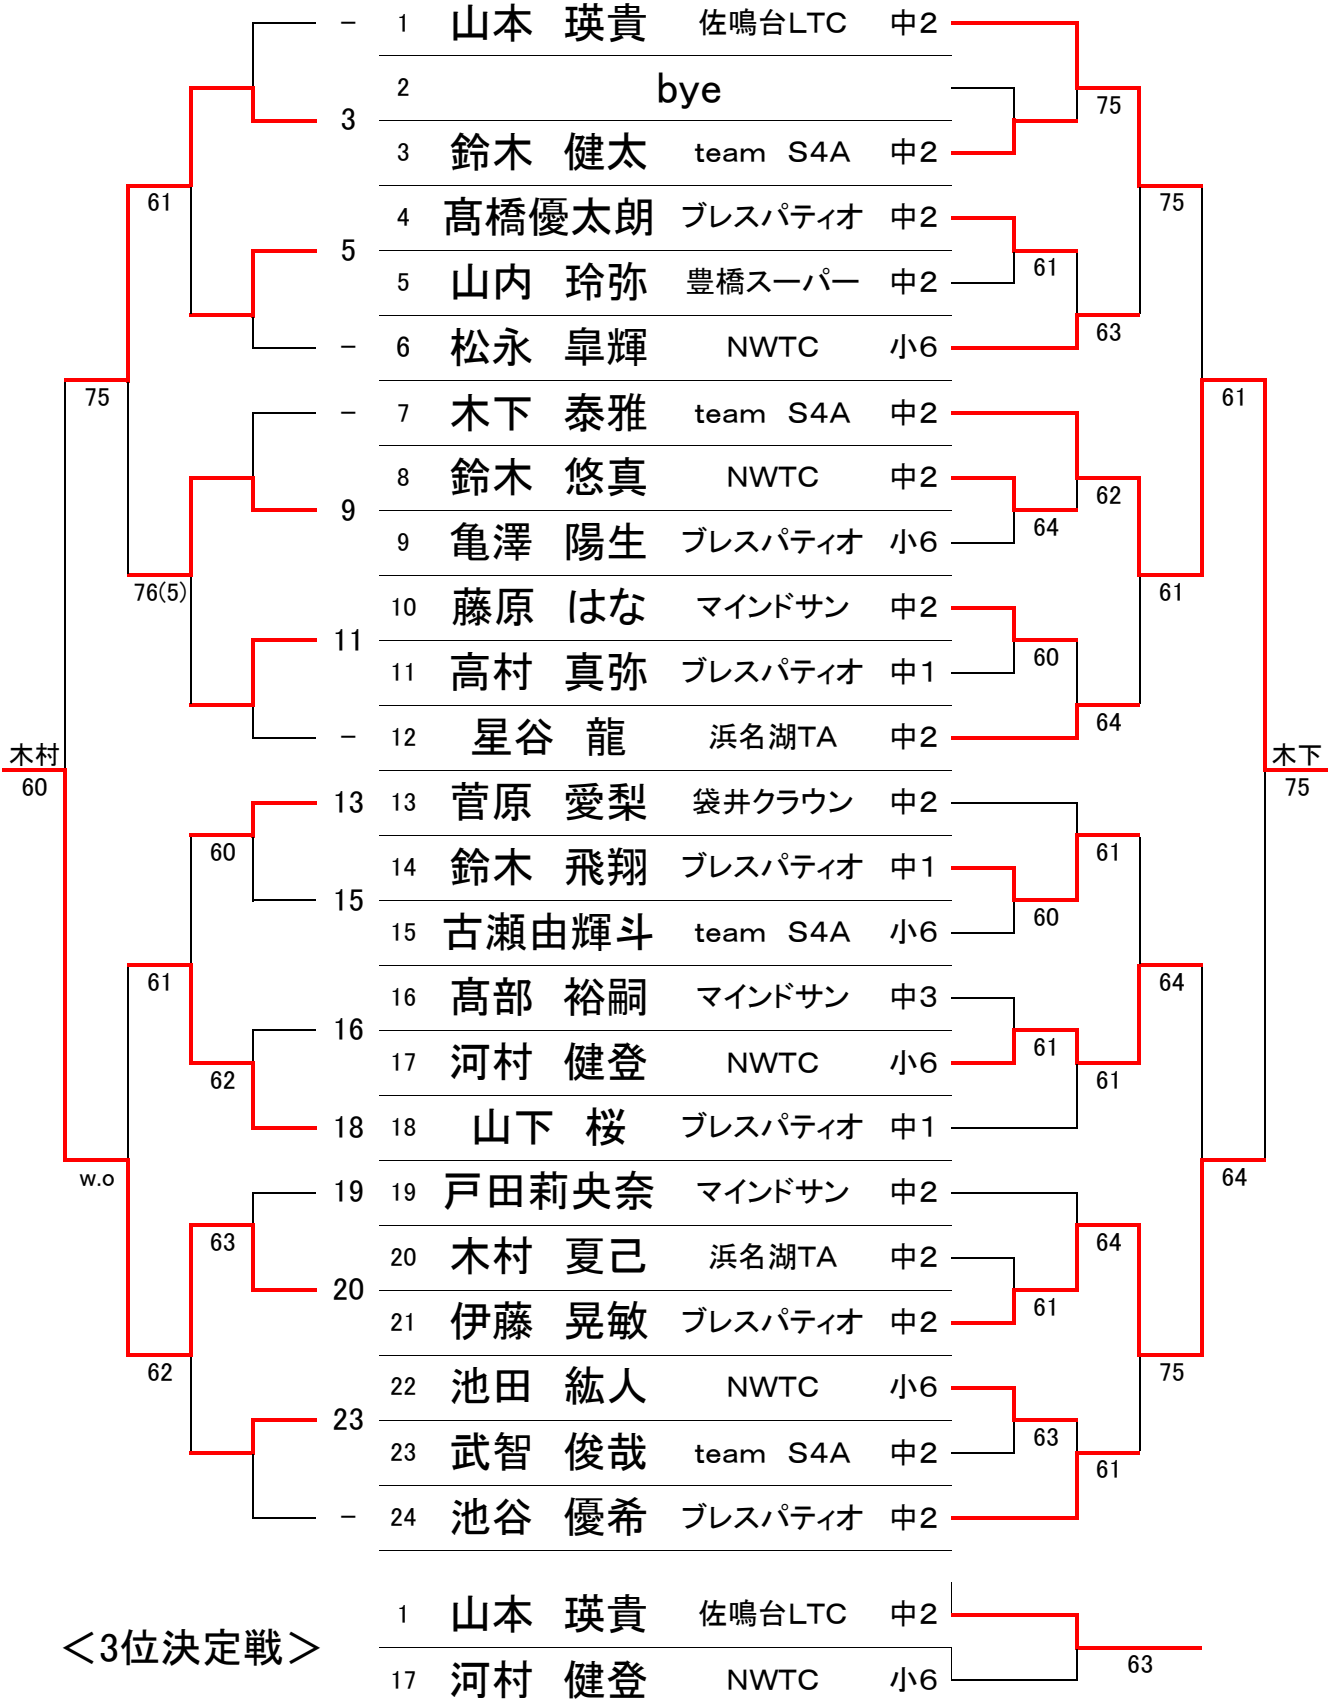 － 1 山本 瑛貴 佐鳴台LTC 中2
2 bye
75
3
3 鈴木 健太 team S4A 中2
61 75
4 髙橋優太朗 ブレスパティオ 中2
5
61
5 山内 玲弥 豊橋スーパー 中2
63
－ 6 松永 皐輝 NWTC 小6
75 61
－ 7 木下 泰雅 team S4A 中2
8 鈴木 悠真 NWTC 中2
62
9
64
9 亀澤 陽生 ブレスパティオ 小6
76(5) 61
10 藤原 はな マインドサン 中2
11
60
11 高村 真弥 ブレスパティオ 中1
64
－ 12 星谷 龍 浜名湖TA 中2
木村 木下
60 75
13 13 菅原 愛梨 袋井クラウン 中2
60 61
14 鈴木 飛翔 ブレスパティオ 中1
15
60
15 古瀬由輝斗 team S4A 小6
61 64
16 髙部 裕嗣 マインドサン 中3
16
61
17 河村 健登 NWTC 小6
62 61
18 18 山下 桜 ブレスパティオ 中1
w.o 64
19 19 戸田莉央奈 マインドサン 中2
63 64
20 木村 夏己 浜名湖TA 中2
20
61
21 伊藤 晃敏 ブレスパティオ 中2
62 75
22 池田 紘人 NWTC 小6
23
63
23 武智 俊哉 team S4A 中2
61
－ 24 池谷 優希 ブレスパティオ 中2
1 山本 瑛貴 佐鳴台LTC 中2
＜3位決定戦＞
63
17 河村 健登 NWTC 小6